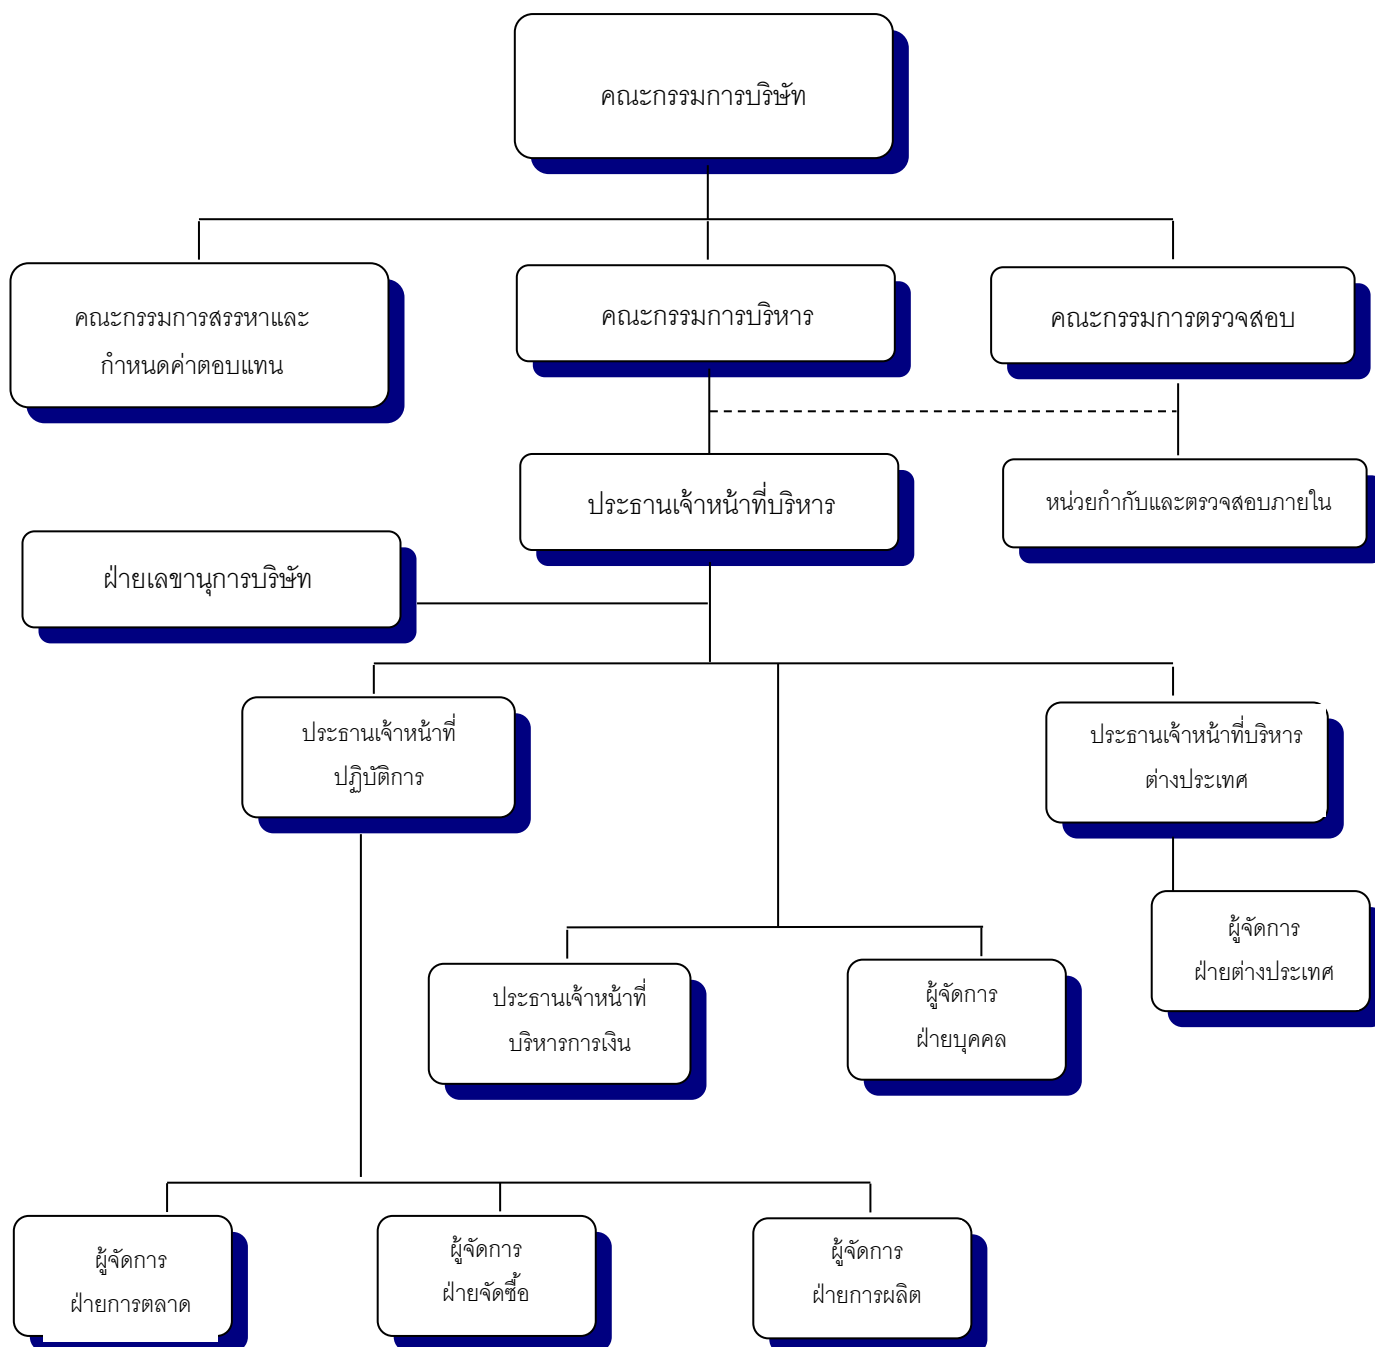 คณะกรรมการบริษัท
คณะกรรมการสรรหาและ
กำหนดค่าตอบแทน
คณะกรรมการบริหาร
คณะกรรมการตรวจสอบ
ประธานเจ้าหน้าที่บริหาร
หน่วยกำกับและตรวจสอบภายใน
ฝ่ายเลขานุการบริษัท
ประธานเจ้าหน้าที่
ปฏิบัติการ
ประธานเจ้าหน้าที่บริหาร
ต่างประเทศ
ผู้จัดการ
ฝ่ายต่างประเทศ
ประธานเจ้าหน้าที่
บริหารการเงิน
ผู้จัดการ
ฝ่ายบุคคล
ผู้จัดการ
ฝ่ายการตลาด
ผู้จัดการ
ฝ่ายจัดซื้อ
ผู้จัดการ
ฝ่ายการผลิต